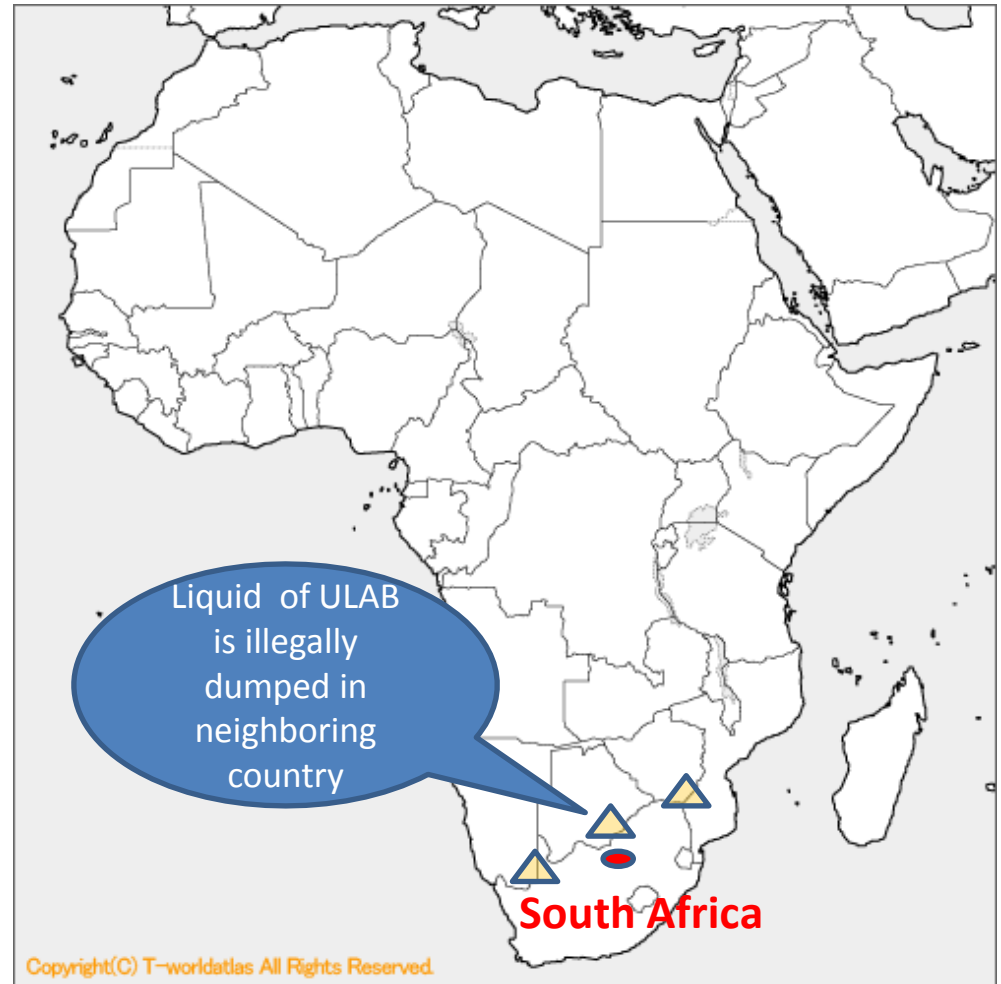 Liquid of ULAB
is illegally
dumped in
neighboring
country
South Africa
Copyright(C) T-worldatlas All Rights Reserved.